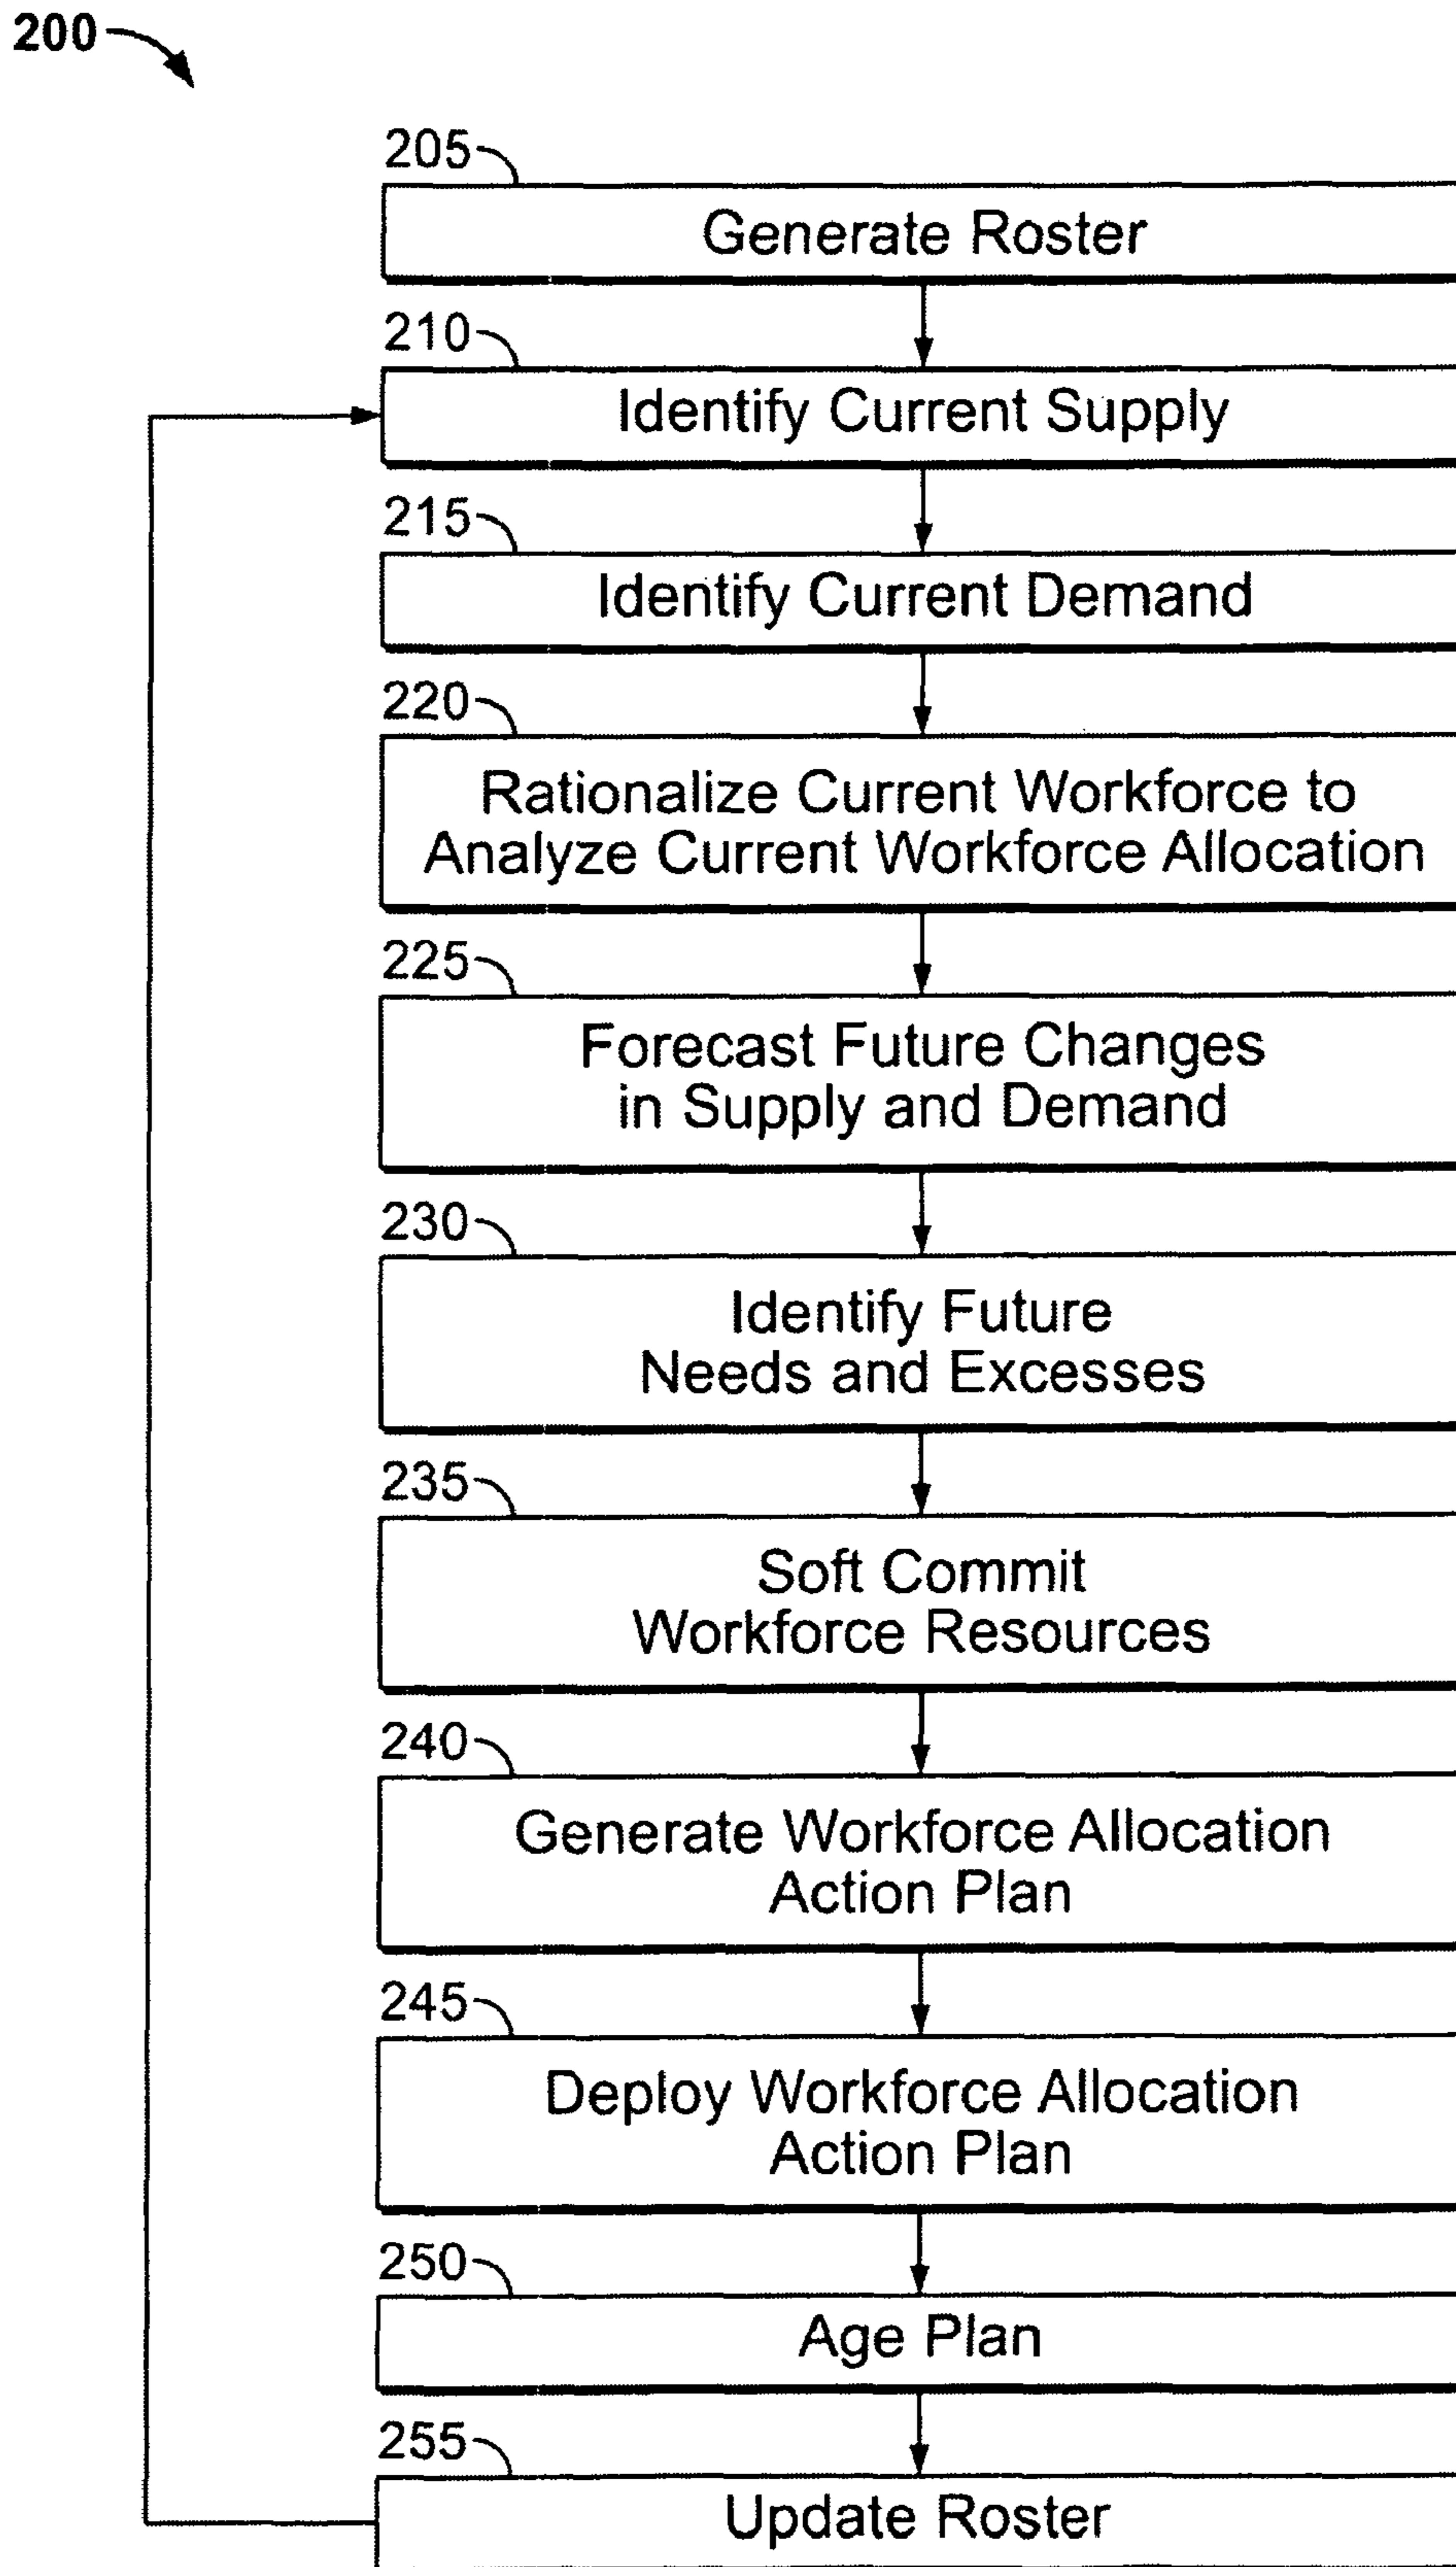 200
205
Generate Roster
210
Identify Current Supply
215
Identify Current Demand
220
Rationalize Current Workforce to
Analyze Current Workforce Allocation
225
Forecast Future Changes
in Supply and Demand
230
Identify Future
Needs and Excesses
235
Soft Commit
Workforce Resources
240
Generate Workforce Allocation
Action Plan
245
Deploy Workforce Allocation
Action Plan
250
Age Plan
255
Update Roster